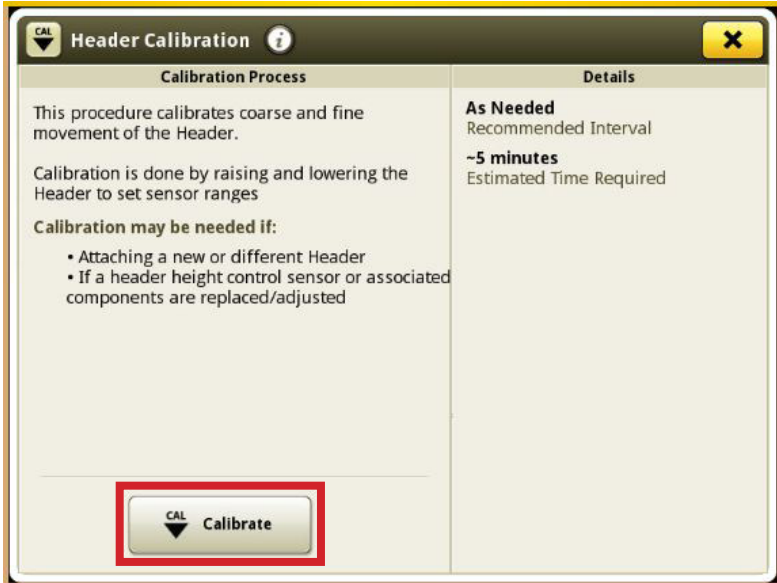 CAL
Header Calibration i
Calibration Process
This procedure calibrates coarse and fine
movement of the Header.
Calibration is done by raising and lowering the
Header to set sensor ranges
Calibration may be needed if:
• Attaching a new or different Header
• If a header height control sensor or associated
components are replaced/adjusted
CAL
Calibrate
Details
As Needed
Recommended Interval
~5 minutes
Estimated Time Required